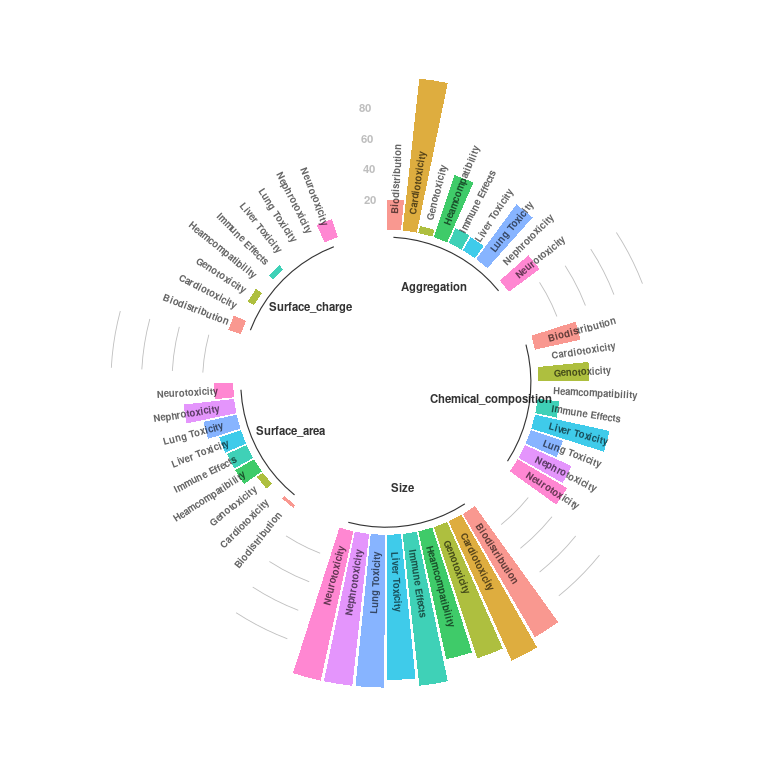 80
60
40
20
Biodistribution
Cardiotoxicity
Genotoxicity
Heamcompatibility
Immune Effects
Liver Toxicity
Lung Toxicity
Nephrotoxicity
Neurotoxicity
Aggregation
Biodistribution
Cardiotoxicity
Genotoxicity
Heamcompatibility
Immune Effects
Liver Toxicity
Lung Toxicity
Nephrotoxicity
Neurotoxicity
Chemical_composition
Biodistribution
Cardiotoxicity
Genotoxicity
Heamcompatibility
Immune Effects
Liver Toxicity
Lung Toxicity
Nephrotoxicity
Neurotoxicity
Size
Biodistribution
Cardiotoxicity
Genotoxicity
Heamcompatibility
Immune Effects
Liver Toxicity
Lung Toxicity
Nephrotoxicity
Neurotoxicity
Surface_area
Biodistribution
Cardiotoxicity
Genotoxicity
Heamcompatibility
Immune Effects
Liver Toxicity
Lung Toxicity
Nephrotoxicity
Neurotoxicity
Surface_charge